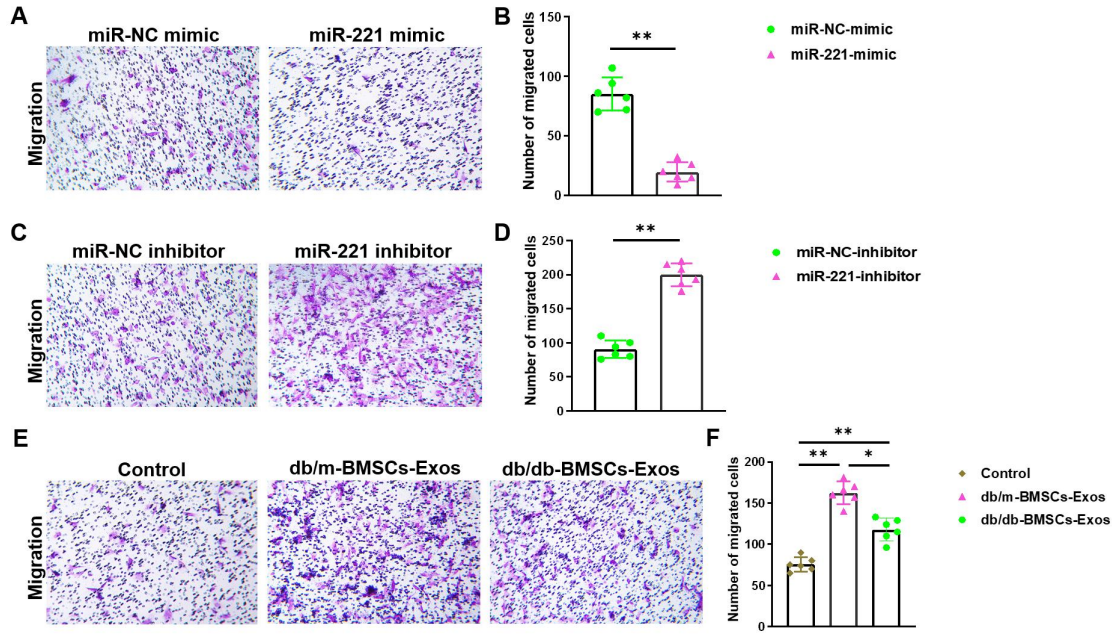 A
miR-NC mimic
miR-221 mimic
Migration
B
Number of migrated cells
150
100
50
0
**
miR-NC-mimic
miR-221-mimic
C
miR-NC inhibitor
miR-221 inhibitor
Migration
D
Number of migrated cells
250
200
150
100
50
0
**
miR-NC-inhibitor
miR-221-inhibitor
E
Control
db/m-BMSCs-Exos
db/db-BMSCs-Exos
Migration
F
Number of migrated cells
200
150
100
50
0
**
**
*
Control
db/m-BMSCs-Exos
db/db-BMSCs-Exos